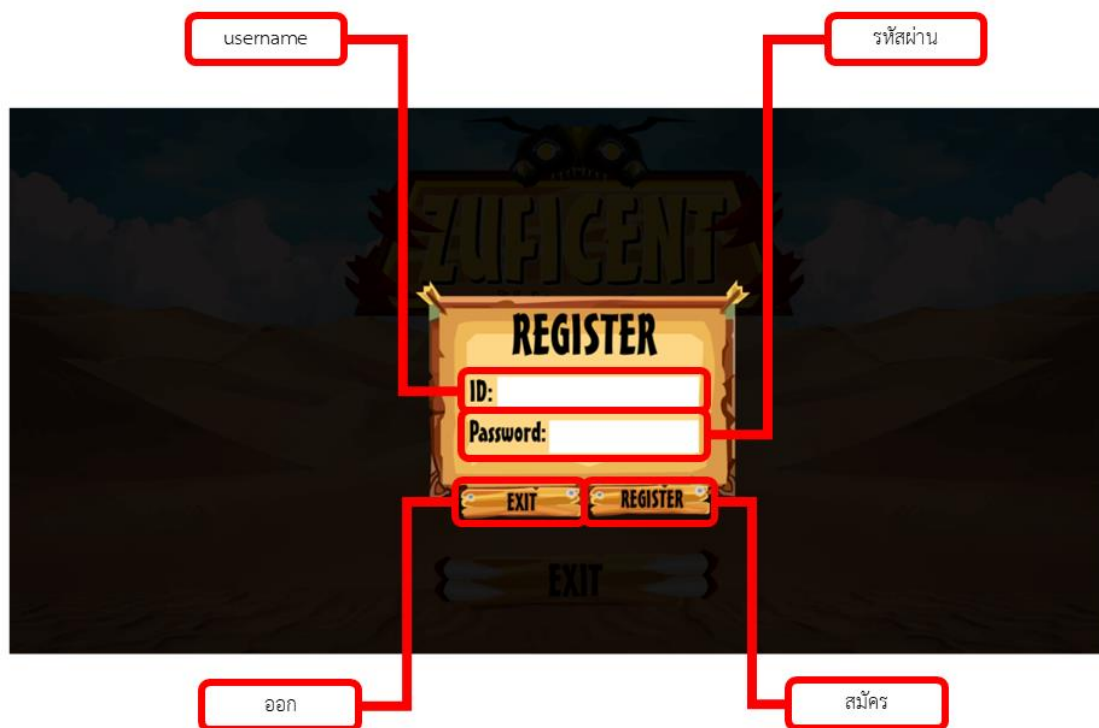 username
รหัสผ่าน
ZUFICENT
REGISTER
ID:
Password:
EXIT
REGISTER
EXIT
ออก
สมัคร